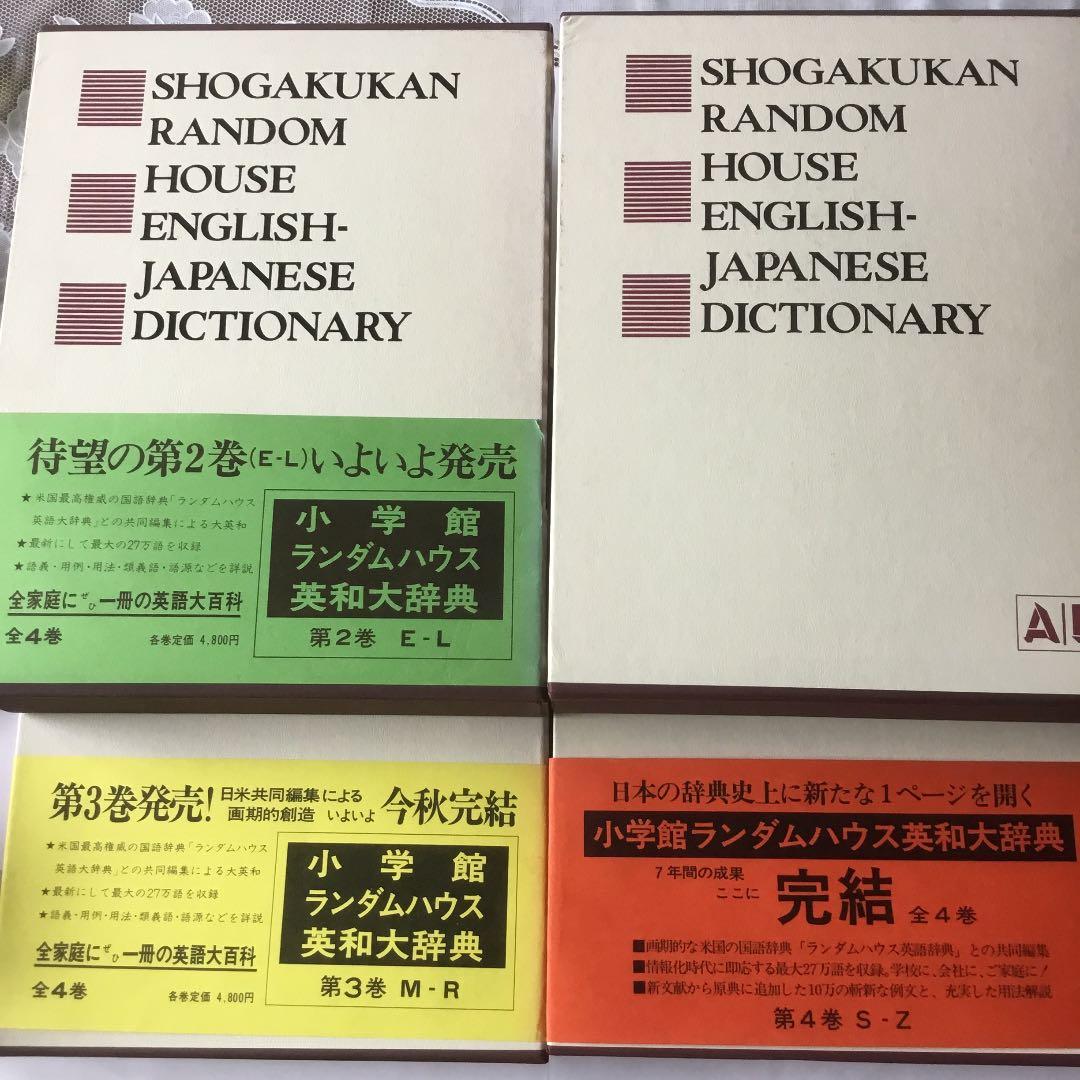 SHOGAKUKAN
RANDOM
HOUSE
ENGLISH-
JAPANESE
DICTIONARY
待望の第2巻(E-L)いよいよ発売
★米国最高権威の国語辞典「ランダムハウス
英語大辞典」との共同編集による大英和
★最新にして最大の27万語を収録
★語義・用例・用法・類義語・語源などを詳説
全家庭にぜひ一冊の英語大百科
全4巻 各巻定価 4,800円
小学館
ランダムハウス
英和大辞典
第2巻 E-L
SHOGAKUKAN
RANDOM
HOUSE
ENGLISH-
JAPANESE
DICTIONARY
A
第3巻発売!日米共同編集による
画期的創造 いよいよ 今秋完結
★米国最高権威の国語辞典「ランダムハウス
英語大辞典」との共同編集による大英和
★最新にして最大の27万語を収録
★語義・用例・用法・類義語・語源などを詳説
全家庭にぜひ一冊の英語大百科
全4巻 各巻定価 4,800円
小学館
ランダムハウス
英和大辞典
第3巻 M-R
日本の辞典史上に新たな1ページを開く
小学館ランダムハウス英和大辞典
7年間の成果
ここに 完結 全4巻
■画期的な米国の国語辞典「ランダムハウス英語辞典」との共同編集
■情報化時代に即応する最大27万語を収録。学校に、会社に、ご家庭に!
■新文献から原典に追加した10万の斬新な例文と、充実した用法解説
第4巻 S-Z